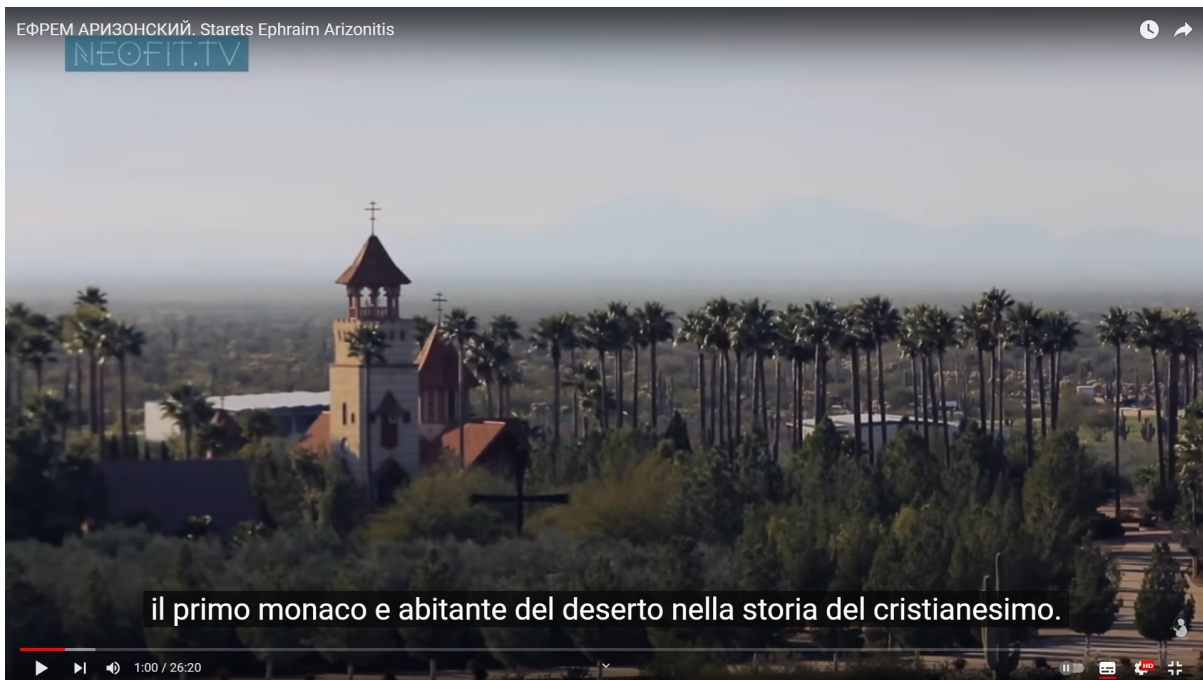 ЕФРЕМ АРИЗОНСКИЙ. Starets Ephraim Arizonitis
NEOFIT.TV
il primo monaco e abitante del deserto nella storia del cristianesimo.
1:00 / 26:20
HD